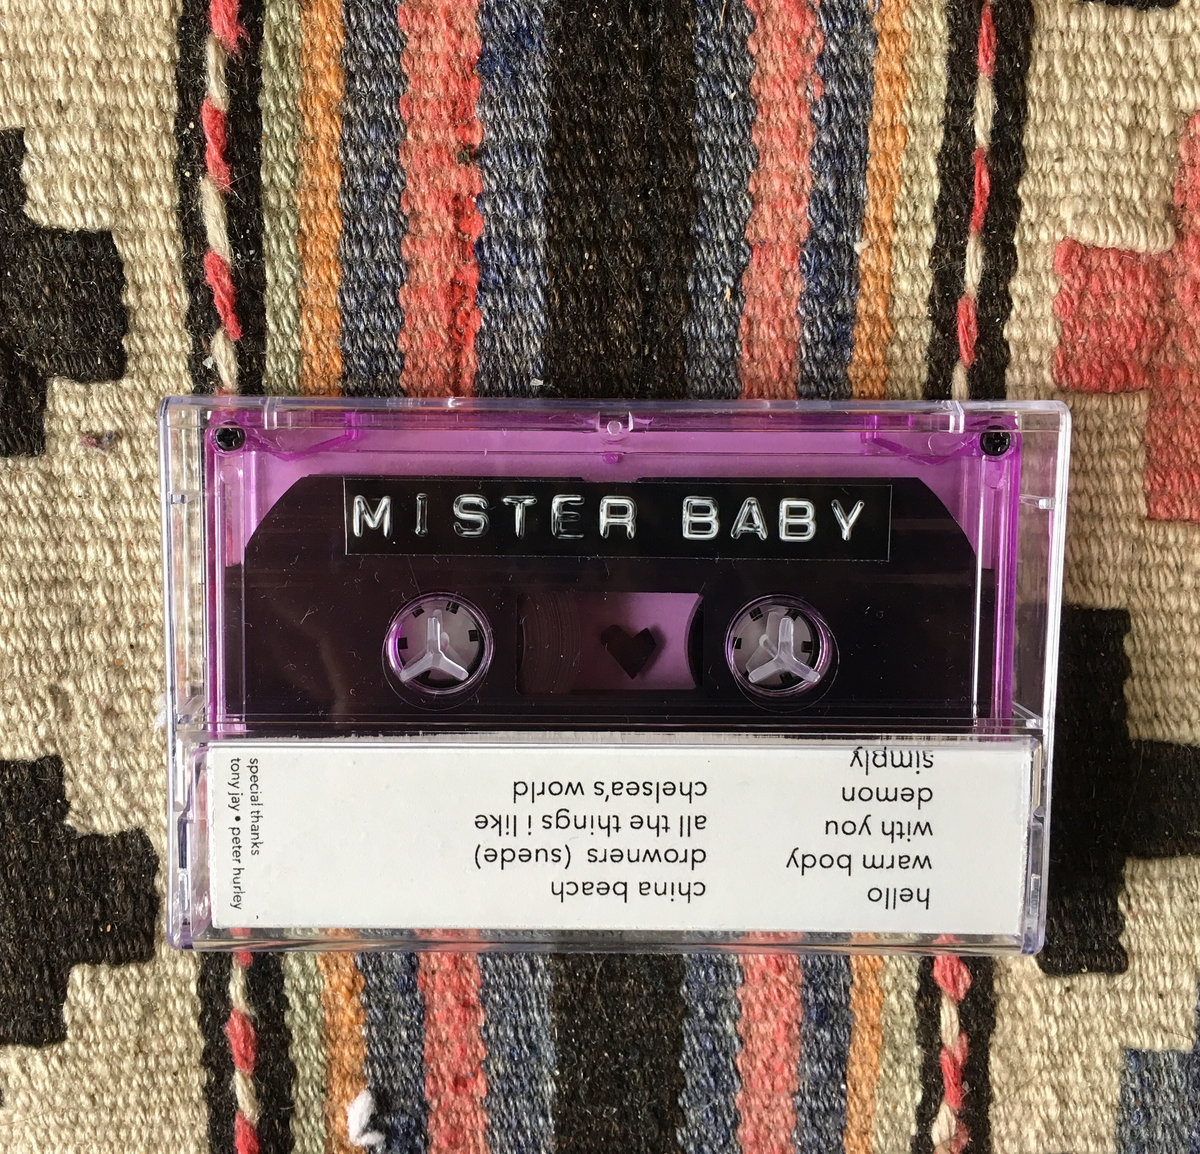 MISTER BABY
hello
warm body
with you
demon
simply
china beach
drowners (suede)
all the things i like
chelsea's world
special thanks
tony jay • peter hurley